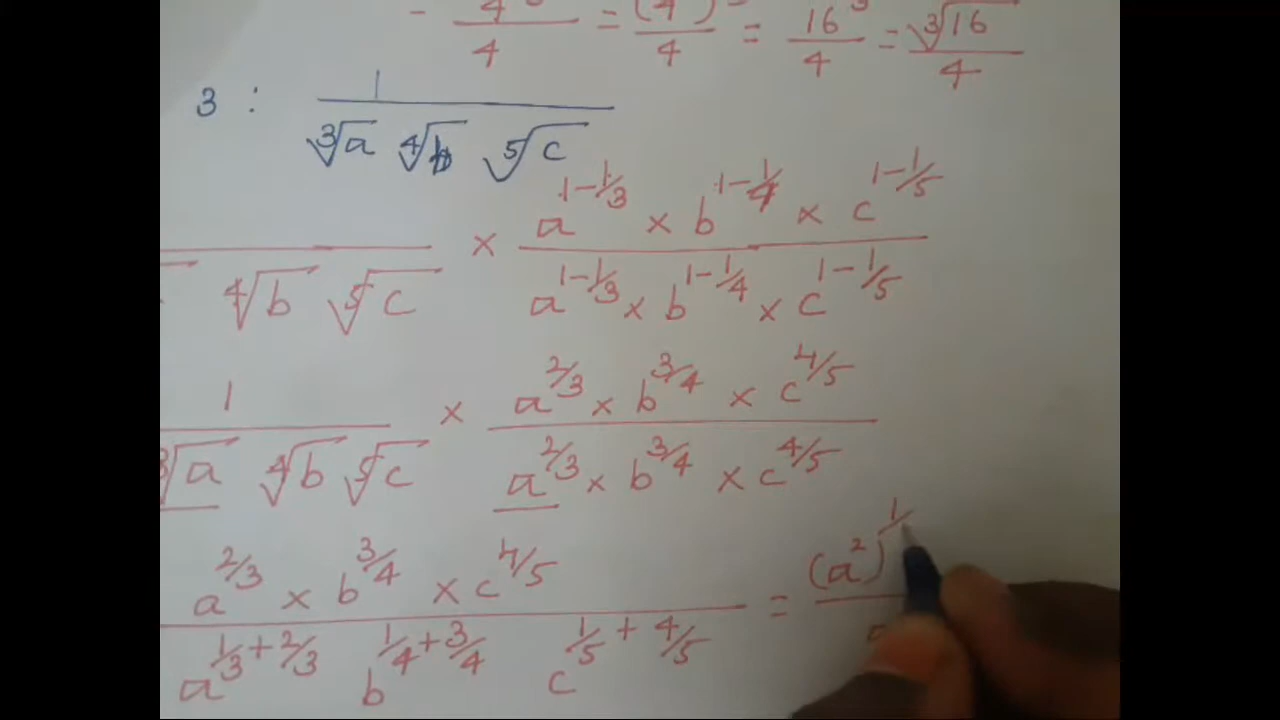 4 / 4 = (4) / 4 = 16 / 4 = ∛16 / 4
3 : 1 / ∛a ∜b ⁵√c
∜b ⁵√c × a^(1-1/3) × b^(1-1/4) × c^(1-1/5) / a^(1-1/3) × b^(1-1/4) × c^(1-1/5)
1 / ∛a ∜b ⁵√c × a^(2/3) × b^(3/4) × c^(4/5) / a^(2/3) × b^(3/4) × c^(4/5)
a^(2/3) × b^(3/4) × c^(4/5) / a^(1/3+2/3) b^(1/4+3/4) c^(1/5+4/5) = (a²)^(1/